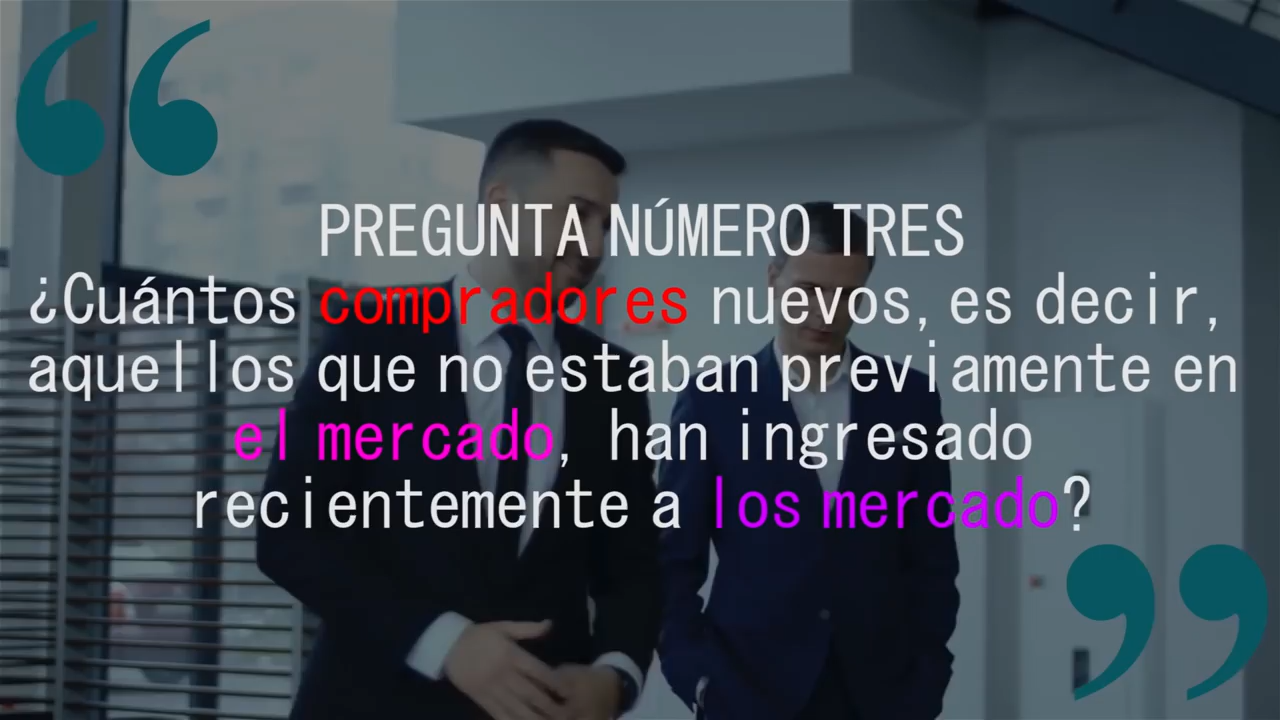 PREGUNTA NÚMERO TRES
¿Cuántos compradores nuevos, es decir,
aquellos que no estaban previamente en
el mercado, han ingresado
recientemente a los mercado?